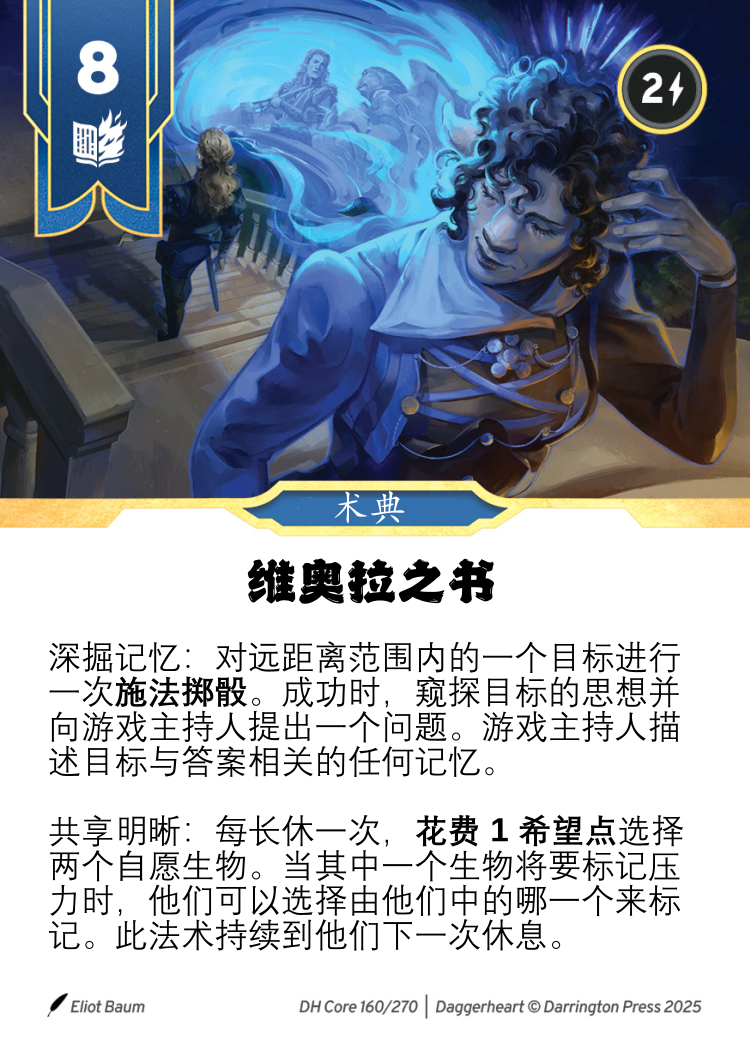 8
2
术典
维奥拉之书
深掘记忆：对远距离范围内的一个目标进行
一次施法掷骰。成功时，窥探目标的思想并
向游戏主持人提出一个问题。游戏主持人描
述目标与答案相关的任何记忆。
共享明晰：每长休一次，花费 1 希望点选择
两个自愿生物。当其中一个生物将要标记压
力时，他们可以选择由他们中的哪一个来标
记。此法术持续到他们下一次休息。
Eliot Baum
DH Core 160/270 | Daggerheart © Darrington Press 2025